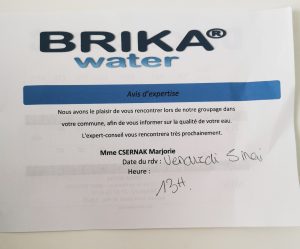 BRIKA®
water
Avis d'expertise
Nous avons le plaisir de vous rencontrer lors de notre groupage dans
votre commune, afin de vous informer sur la qualité de votre eau.
L'expert-conseil vous rencontrera très prochainement.
Mme CSERNAK Marjorie
Date du rdv : Vendredi 5 mai
Heure :
13H.